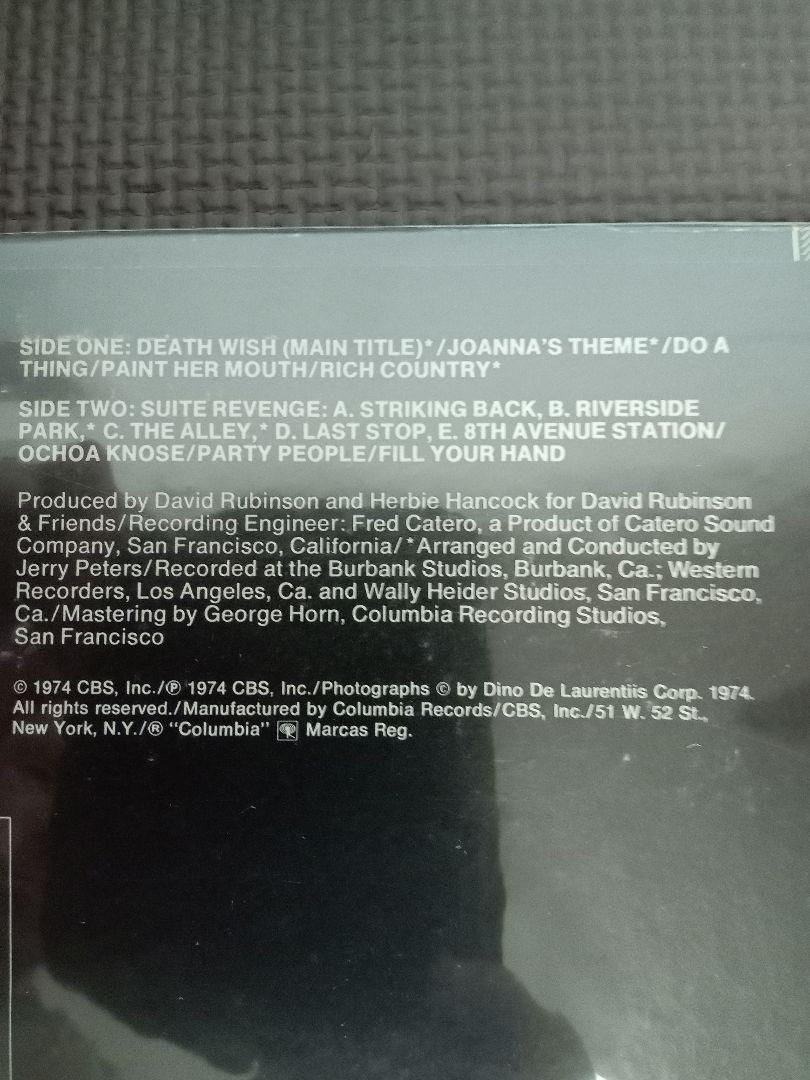 SIDE ONE: DEATH WISH (MAIN TITLE)*/JOANNA'S THEME*/DO A
THING/PAINT HER MOUTH/RICH COUNTRY*
SIDE TWO: SUITE REVENGE: A. STRIKING BACK, B. RIVERSIDE
PARK,* C. THE ALLEY,* D. LAST STOP, E. 8TH AVENUE STATION/
OCHOA KNOSE/PARTY PEOPLE/FILL YOUR HAND
Produced by David Rubinson and Herbie Hancock for David Rubinson
& Friends/Recording Engineer: Fred Catero, a Product of Catero Sound
Company, San Francisco, California/*Arranged and Conducted by
Jerry Peters/Recorded at the Burbank Studios, Burbank, Ca.; Western
Recorders, Los Angeles, Ca. and Wally Heider Studios, San Francisco,
Ca./Mastering by George Horn, Columbia Recording Studios,
San Francisco
© 1974 CBS, Inc./℗ 1974 CBS, Inc./Photographs © by Dino De Laurentiis Corp. 1974.
All rights reserved./Manufactured by Columbia Records/CBS, Inc./51 W. 52 St.,
New York, N.Y./® "Columbia" Marcas Reg.